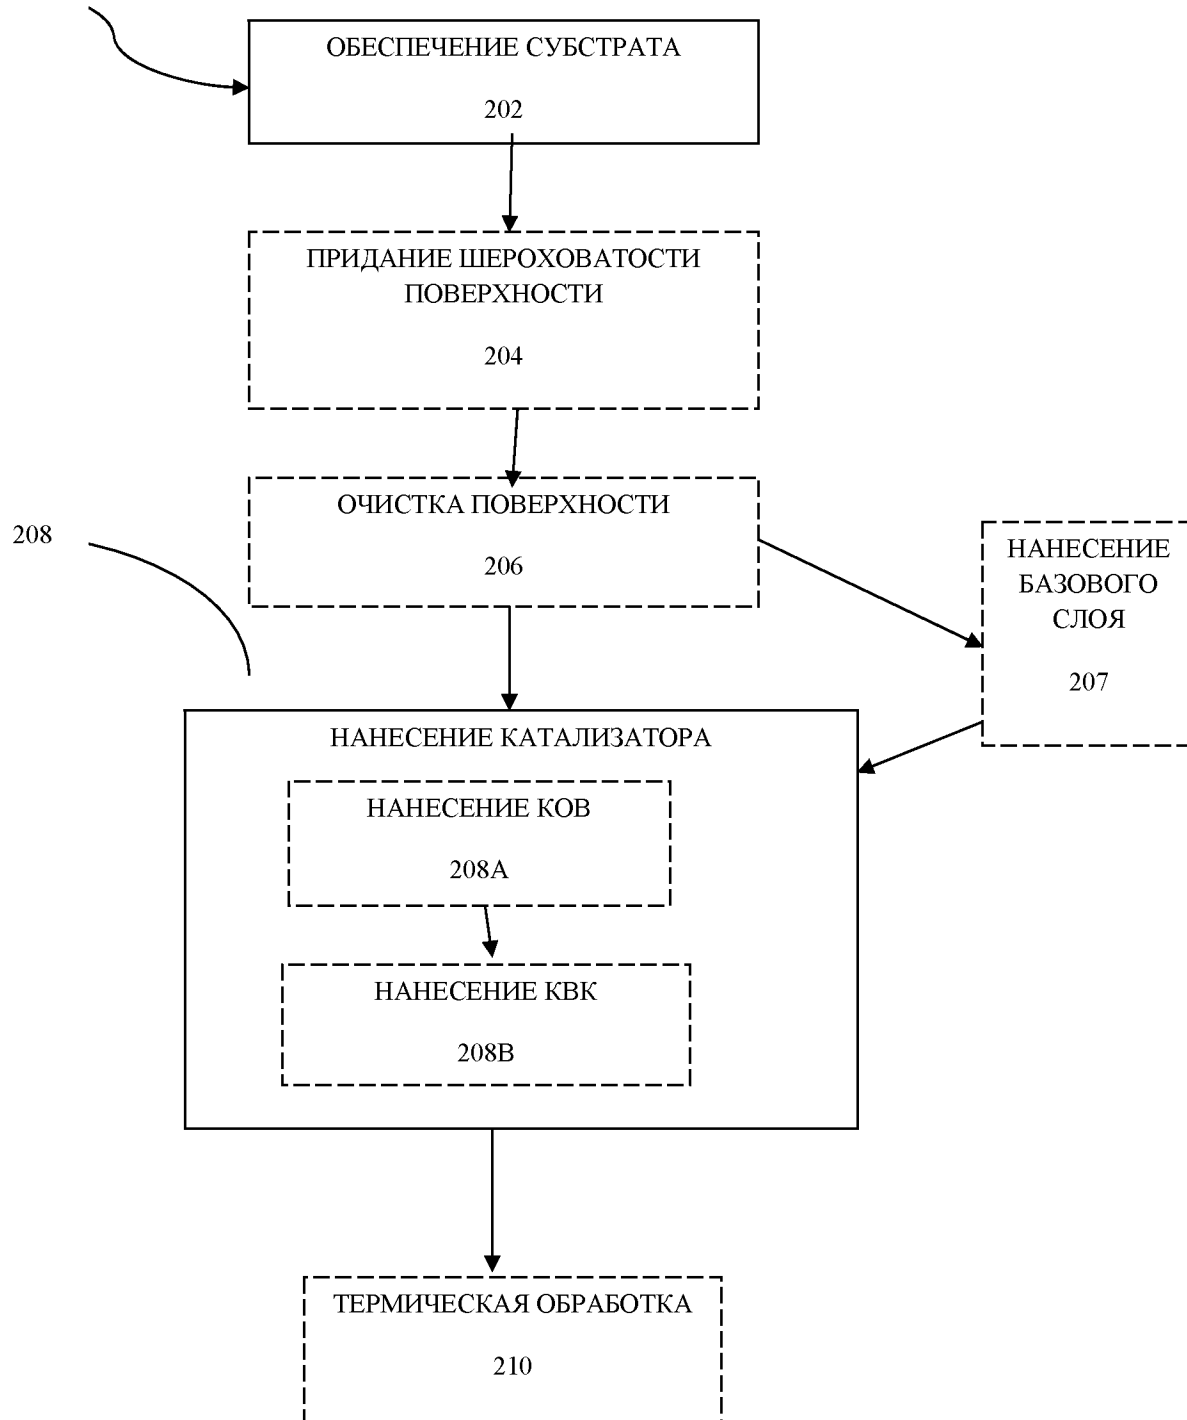 ОБЕСПЕЧЕНИЕ СУБСТРАТА
202
ПРИДАНИЕ ШЕРОХОВАТОСТИ
ПОВЕРХНОСТИ
204
ОЧИСТКА ПОВЕРХНОСТИ
206
208
НАНЕСЕНИЕ
БАЗОВОГО
СЛОЯ
207
НАНЕСЕНИЕ КАТАЛИЗАТОРА
НАНЕСЕНИЕ КОВ
208A
НАНЕСЕНИЕ КВК
208B
ТЕРМИЧЕСКАЯ ОБРАБОТКА
210